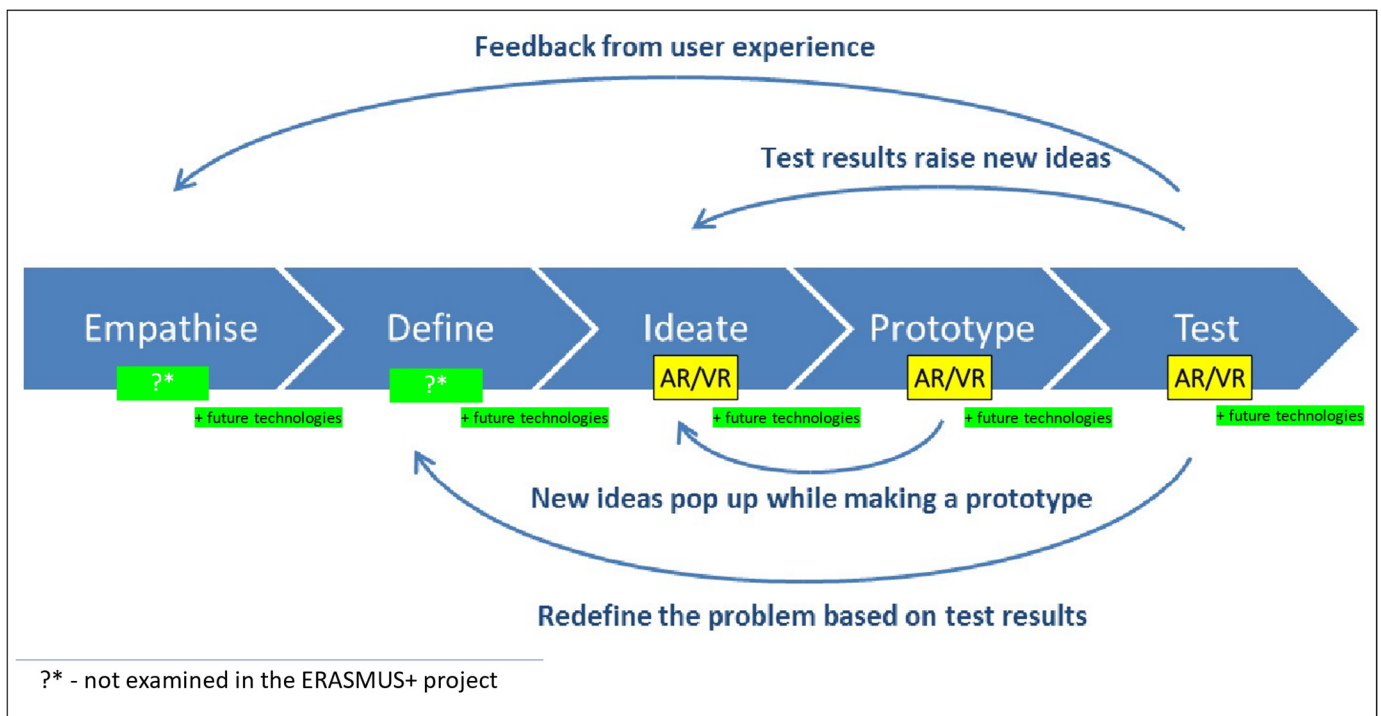 Feedback from user experience
Test results raise new ideas
Empathise
Define
Ideate
Prototype
Test
?*
?*
AR/VR
AR/VR
AR/VR
+ future technologies
+ future technologies
+ future technologies
+ future technologies
+ future technologies
New ideas pop up while making a prototype
Redefine the problem based on test results
?* - not examined in the ERASMUS+ project